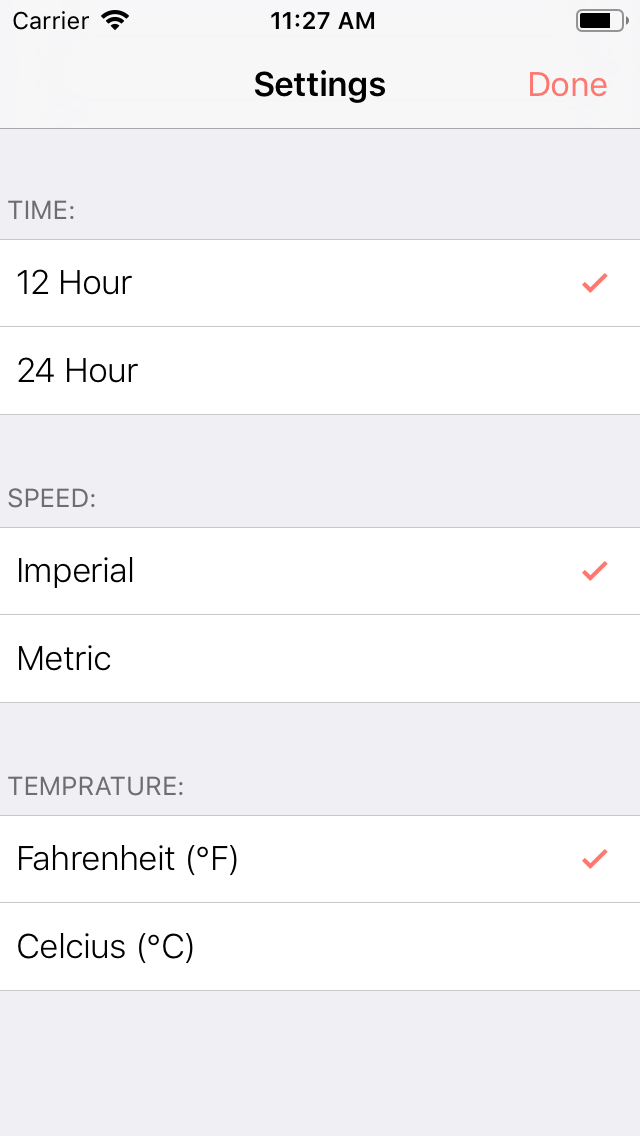 Carrier 11:27 AM
Settings Done
TIME:
12 Hour
24 Hour
SPEED:
Imperial
Metric
TEMPRATURE:
Fahrenheit (°F)
Celcius (°C)